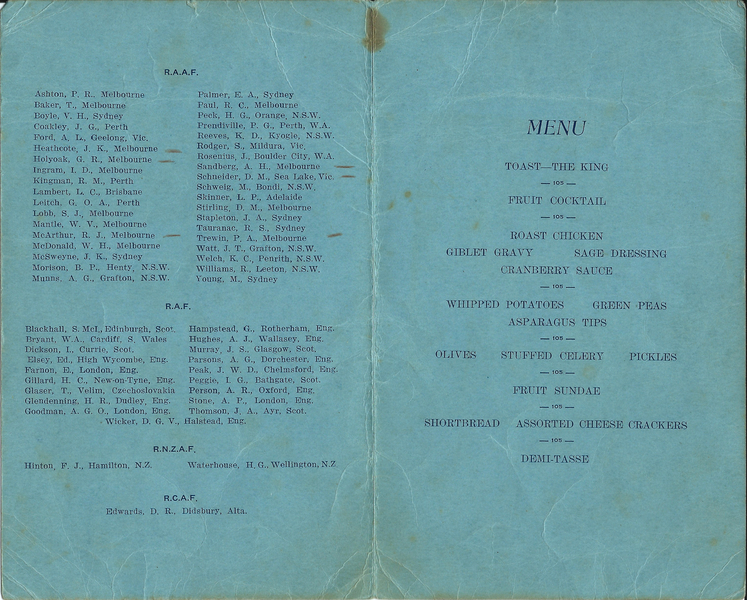 R.A.A.F.
Ashton, P. R., Melbourne
Baker, T., Melbourne
Boyle, V. H., Sydney
Coakley, J. G., Perth
Ford, A. L., Geelong, Vic.
Heathcote, J. K., Melbourne
Helyoak, G. R., Melbourne
Ingram, I. D., Melbourne
Kingman, R. M., Perth
Lambert, L. C., Brisbane
Leitch, G. O. A., Perth
Lobb, S. J., Melbourne
Mantle, W. V., Melbourne
McArthur, R. J., Melbourne
McDonald, W. H., Melbourne
McSweyne, J. K., Sydney
Morison, B. P., Henty, N.S.W.
Munns, A. G., Grafton, N.S.W.
Palmer, E. A., Sydney
Paul, R. C., Melbourne
Peck, H. G., Orange, N.S.W.
Prendiville, P. G., Perth, W.A.
Reeves, K. D., Kyogle, N.S.W.
Rodger, S., Mildura, Vic.
Rosenius, J., Boulder City, W.A.
Sandberg, A. H., Melbourne
Schneider, D. M., Sea Lake, Vic.
Schweig, M., Bondi, N.S.W.
Skinner, L. P., Adelaide
Stirling, D. M., Melbourne
Stapleton, J. A., Sydney
Tauranac, R. S., Sydney
Trewin, P. A., Melbourne
Watt, J. T., Grafton, N.S.W.
Welch, K. C., Penrith, N.S.W.
Williams, R., Leeton, N.S.W.
Young, M., Sydney
R.A.F.
Blackhall, S. McI., Edinburgh, Scot.
Bryant, W.A., Cardiff, S. Wales
Dickson, I., Currie, Scot.
Elsey, Ed., High Wycombe, Eng.
Farnon, E., London, Eng.
Gillard, H. C., New-on-Tyne, Eng.
Glaser, T., Velim, Czechoslovakia
Glendenning, H. R., Dudley, Eng.
Goodman, A. G. O., London, Eng.
Hampstead, G., Rotherham, Eng.
Hughes, A. J., Wallasey, Eng.
Murray, J. S., Glasgow, Scot.
Parsons, A. G., Dorchester, Eng.
Peak, J. W. D., Chelmsford, Eng.
Peggie, I. G., Bathgate, Scot.
Person, A. R., Oxford, Eng.
Stone, A. P., London, Eng.
Thomson, J. A., Ayr, Scot.
Wicker, D. G. V., Halstead, Eng.
R.N.Z.A.F.
Hinton, F. J., Hamilton, N.Z.
Waterhouse, H. G., Wellington, N.Z.
R.C.A.F.
Edwards, D. R., Didsbury, Alta.
MENU
TOAST—THE KING
— 105 —
FRUIT COCKTAIL
— 105 —
ROAST CHICKEN
GIBLET GRAVY SAGE DRESSING
CRANBERRY SAUCE
— 105 —
WHIPPED POTATOES GREEN PEAS
ASPARAGUS TIPS
— 105 —
OLIVES STUFFED CELERY PICKLES
— 105 —
FRUIT SUNDAE
— 105 —
SHORTBREAD ASSORTED CHEESE CRACKERS
— 105 —
DEMI-TASSE